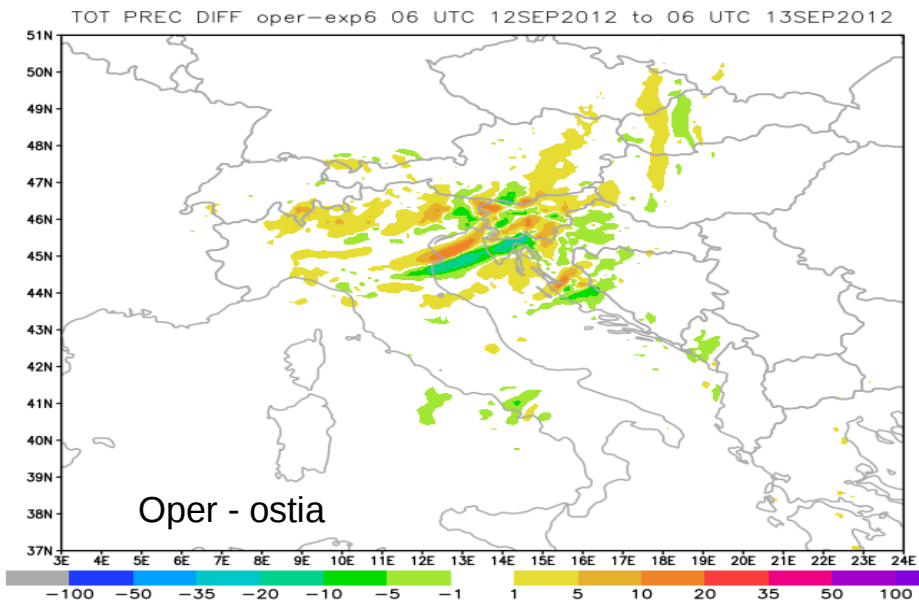 TOT PREC DIFF oper-exp6 06 UTC 12SEP2012 to 06 UTC 13SEP2012
51N
50N
49N
48N
47N
46N
45N
44N
43N
42N
41N
40N
39N
38N
37N
Oper - ostia
3E 4E 5E 6E 7E 8E 9E 10E 11E 12E 13E 14E 15E 16E 17E 18E 19E 20E 21E 22E 23E 24E
−100 −50 −35 −20 −10 −5 −1 1 5 10 20 35 50 100